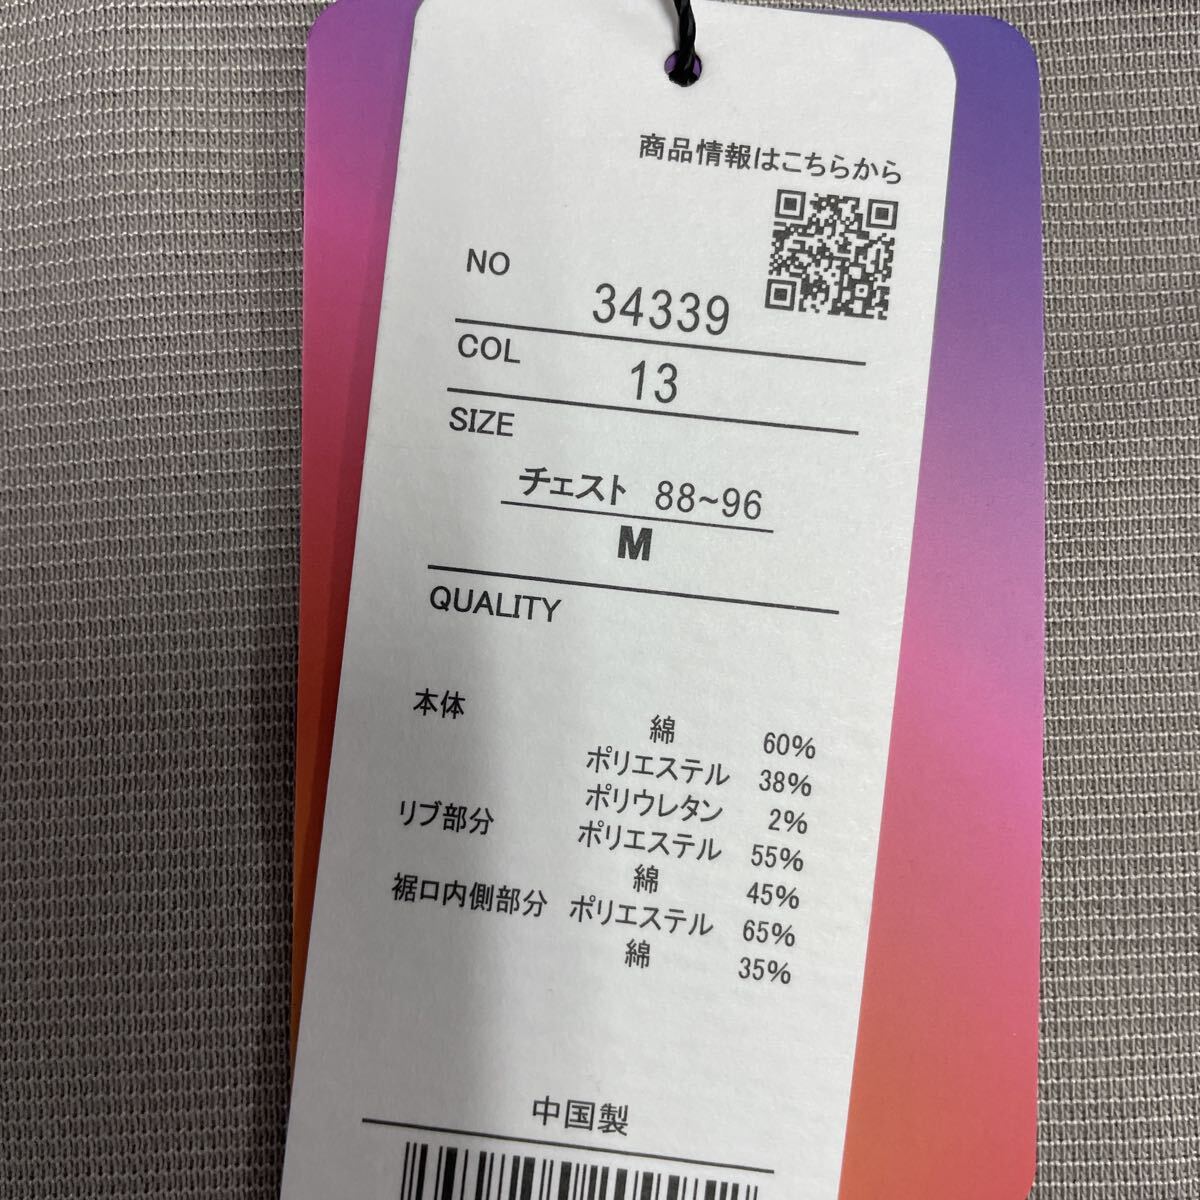 商品情報はこちらから
NO 34339
COL 13
SIZE
チェスト 88~96
M
QUALITY
本体 綿 60%
ポリエステル 38%
ポリウレタン 2%
リブ部分 ポリエステル 55%
綿 45%
裾口内側部分 ポリエステル 65%
綿 35%
中国製